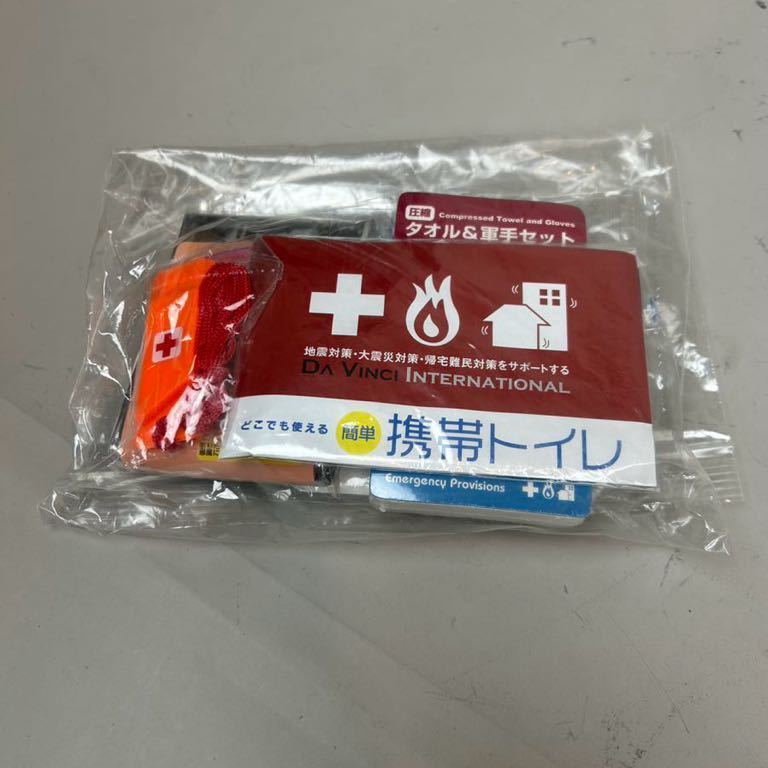 圧縮 Compressed Towel and Gloves
タオル&軍手セット
地震対策・大震災対策・帰宅難民対策をサポートする
DA VINCI INTERNATIONAL
どこでも使える 簡単 携帯トイレ
Emergency Provisions